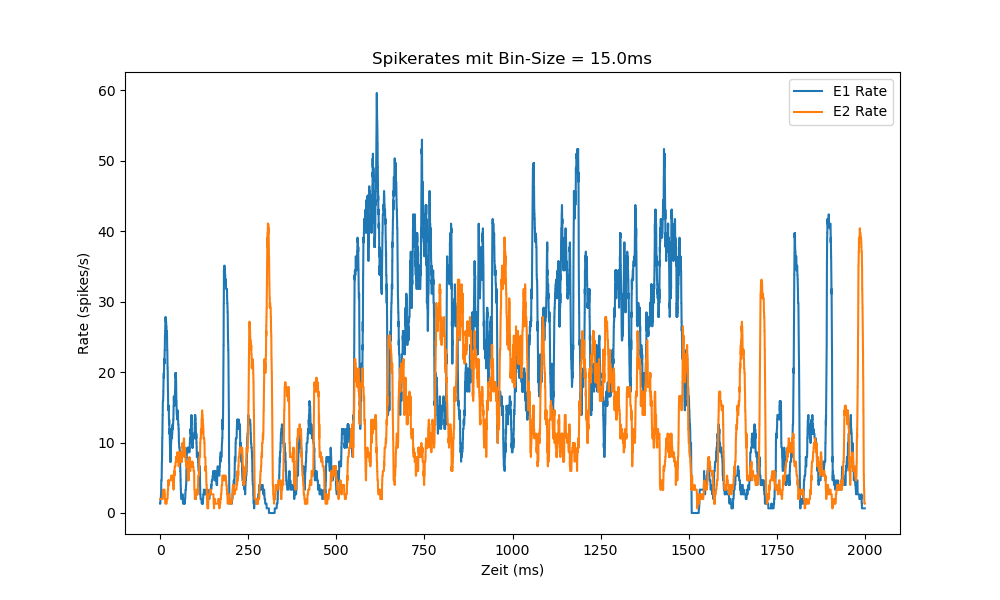 Spikerates mit Bin-Size = 15.0ms
E1 Rate
E2 Rate
60
50
40
30
20
10
0
Rate (spikes/s)
0 250 500 750 1000 1250 1500 1750 2000
Zeit (ms)